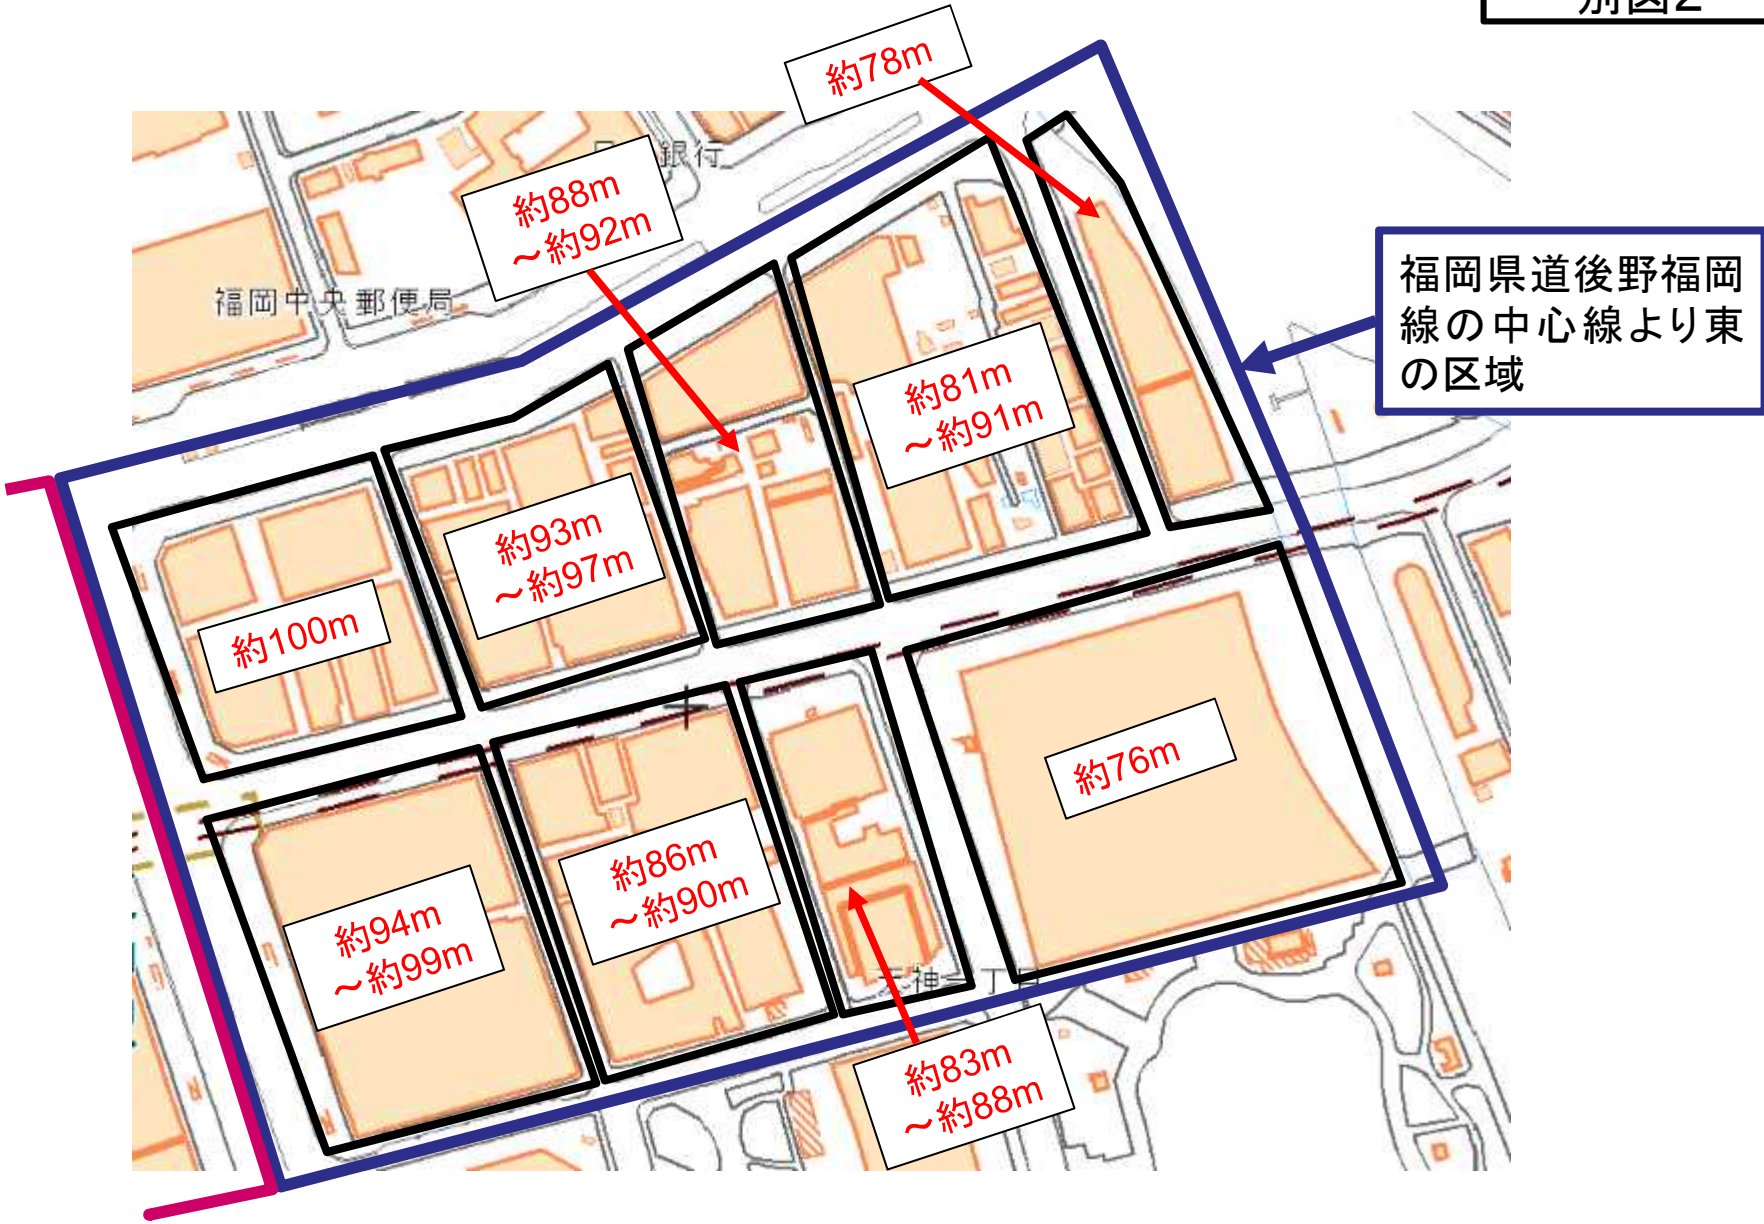 別図2
約78m
銀行
約88m
～約92m
福岡中央郵便局
福岡県道後野福岡
線の中心線より東
の区域
約81m
～約91m
約93m
～約97m
約100m
約76m
約86m
～約90m
約94m
～約99m
天神一丁目
約83m
～約88m